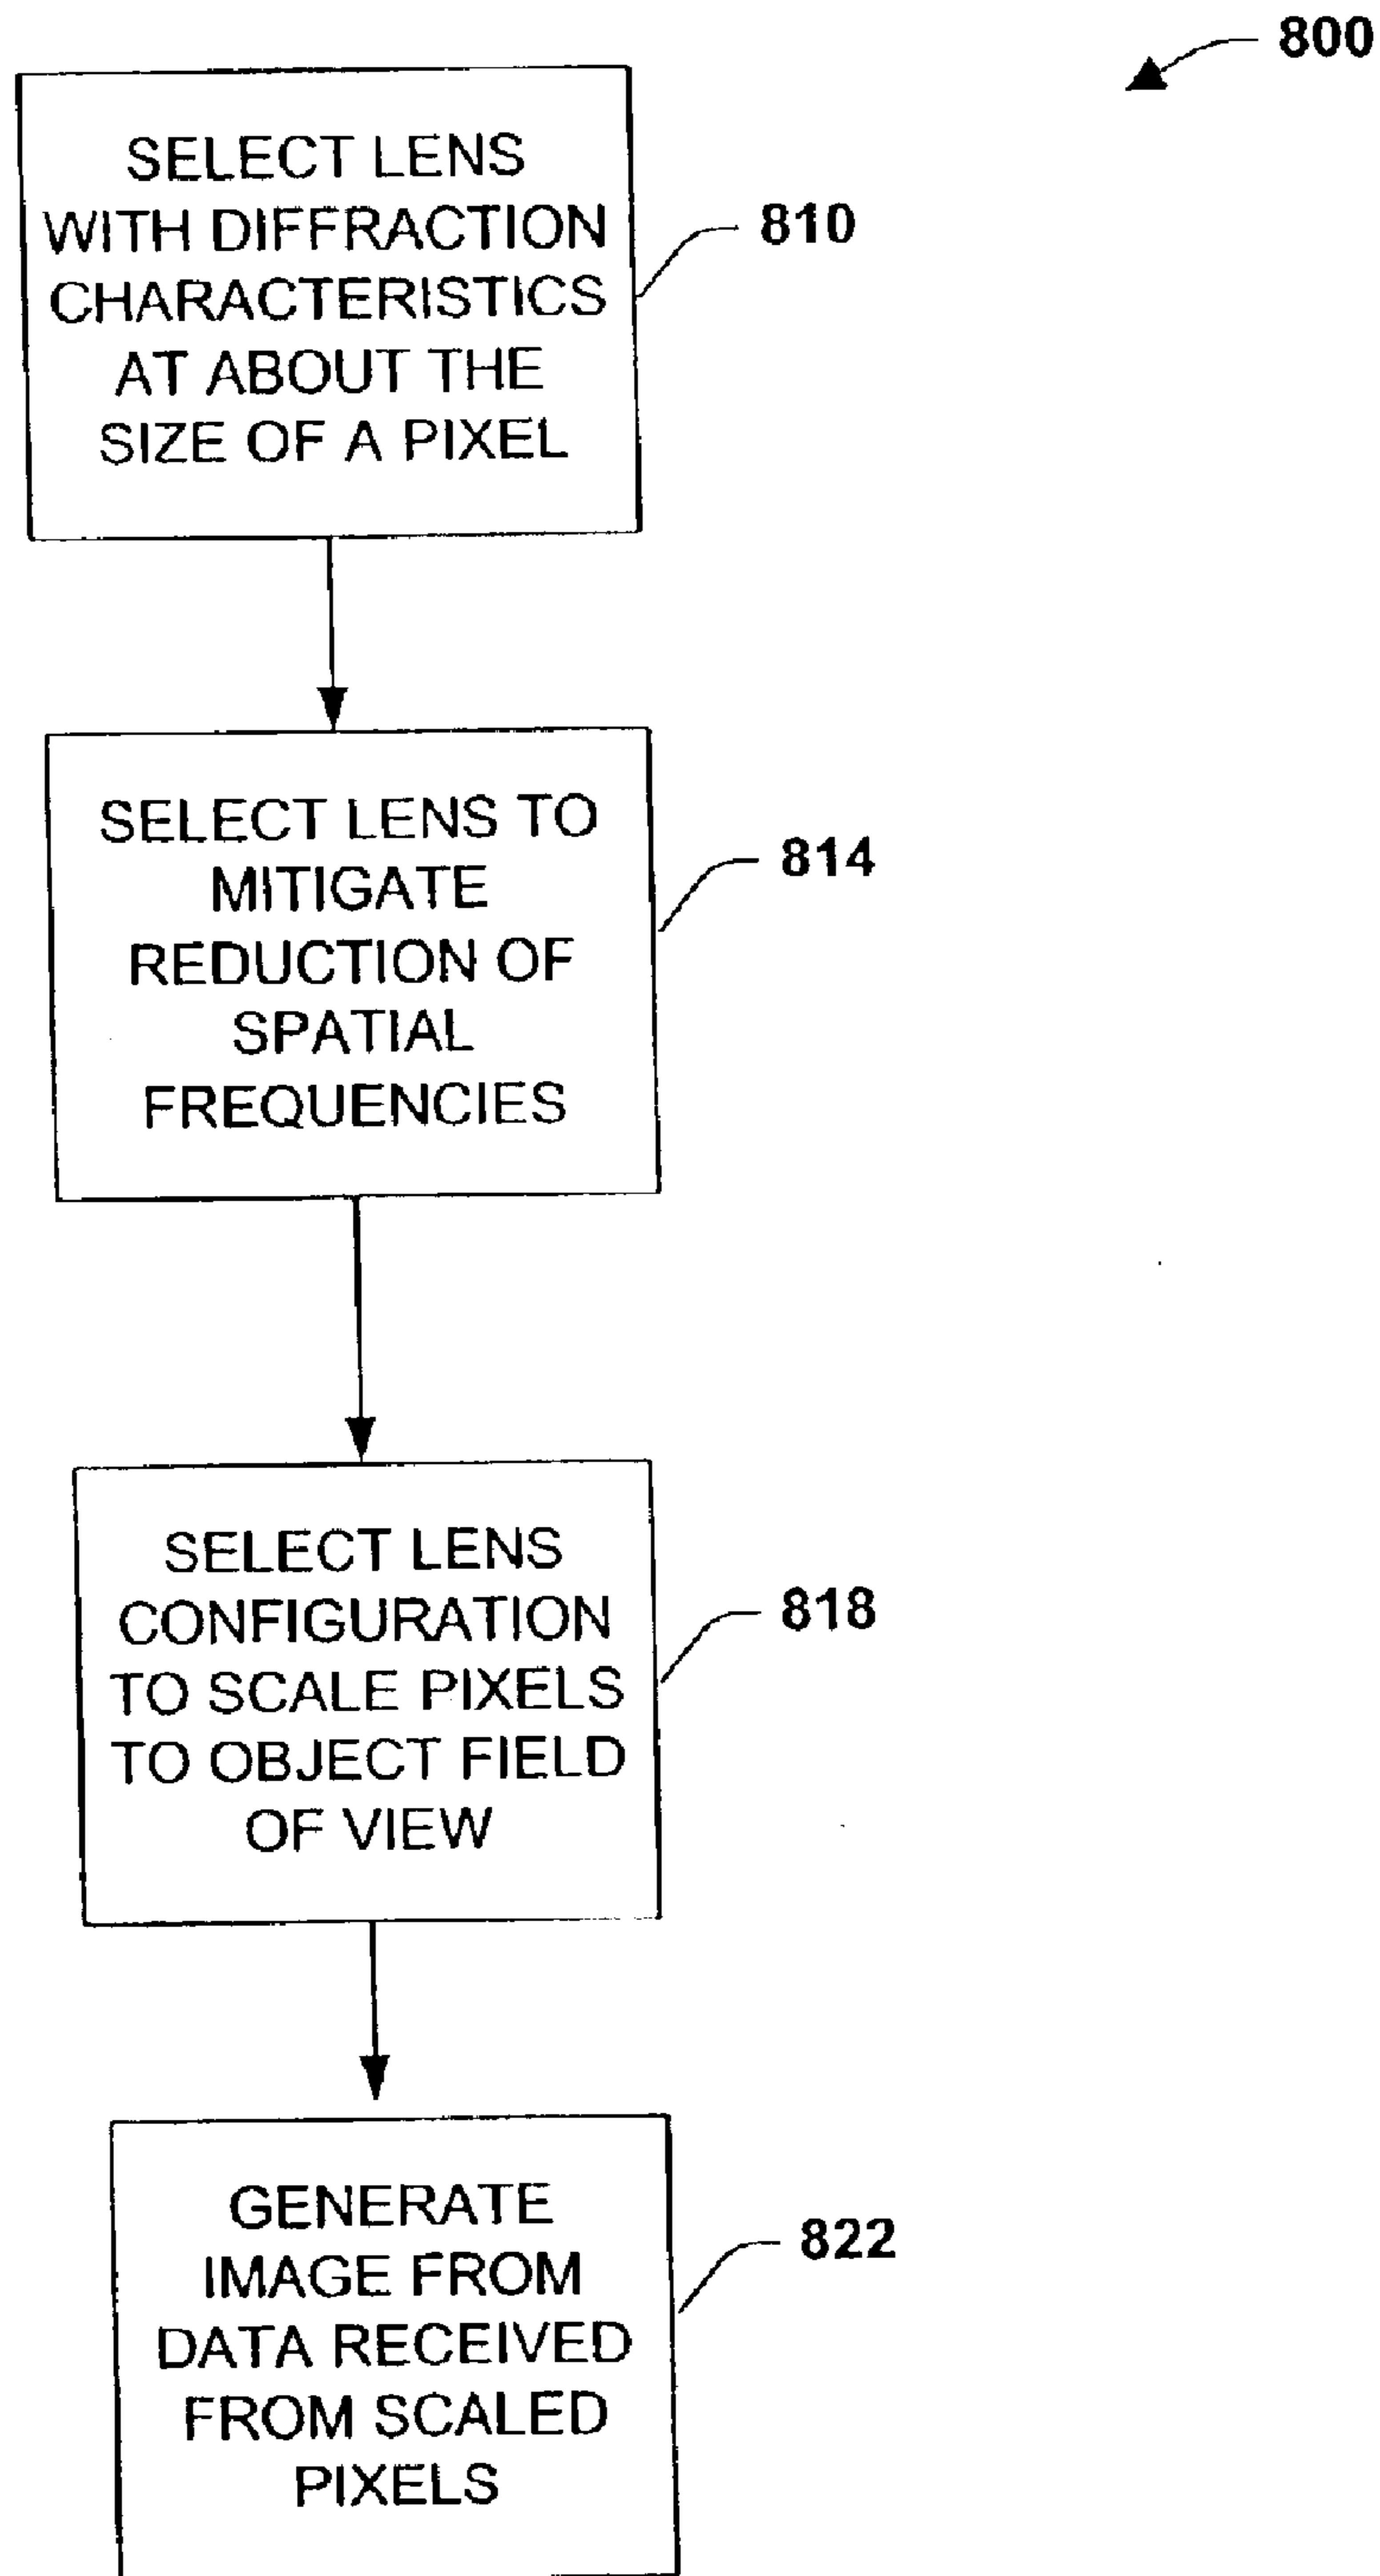 800
SELECT LENS
WITH DIFFRACTION
CHARACTERISTICS
AT ABOUT THE
SIZE OF A PIXEL
810
SELECT LENS TO
MITIGATE
REDUCTION OF
SPATIAL
FREQUENCIES
814
SELECT LENS
CONFIGURATION
TO SCALE PIXELS
TO OBJECT FIELD
OF VIEW
818
GENERATE
IMAGE FROM
DATA RECEIVED
FROM SCALED
PIXELS
822